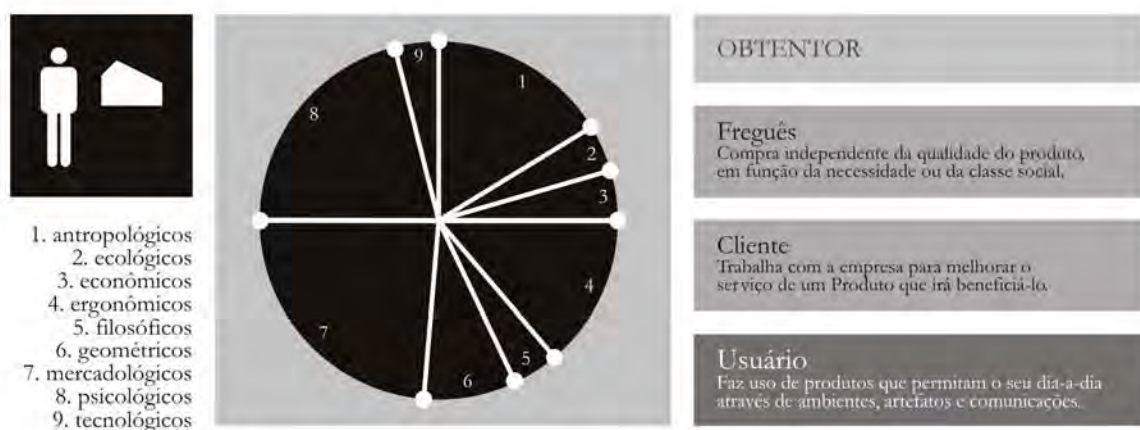 1. antropológicos
2. ecológicos
3. econômicos
4. ergonômicos
5. filosóficos
6. geométricos
7. mercadológicos
8. psicológicos
9. tecnológicos
9
1
8
2
3
4
7
5
6
OBTENTOR
Freguês
Compra independente da qualidade do produto,
em função da necessidade ou da classe social.
Cliente
Trabalha com a empresa para melhorar o
serviço de um Produto que irá beneficiá-lo.
Usuário
Faz uso de produtos que permitam o seu dia-a-dia
através de ambientes, artefatos e comunicações.